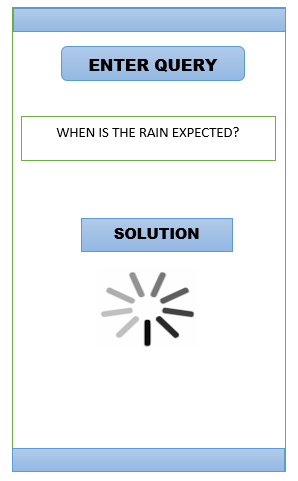 ENTER QUERY
WHEN IS THE RAIN EXPECTED?
SOLUTION